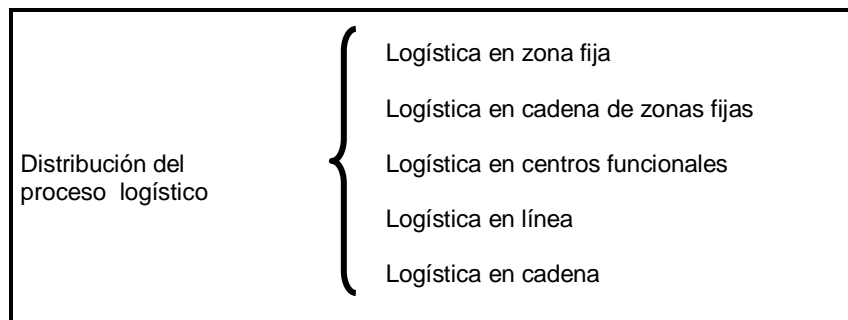 Distribución del
proceso logístico
Logística en zona fija
Logística en cadena de zonas fijas
Logística en centros funcionales
Logística en línea
Logística en cadena